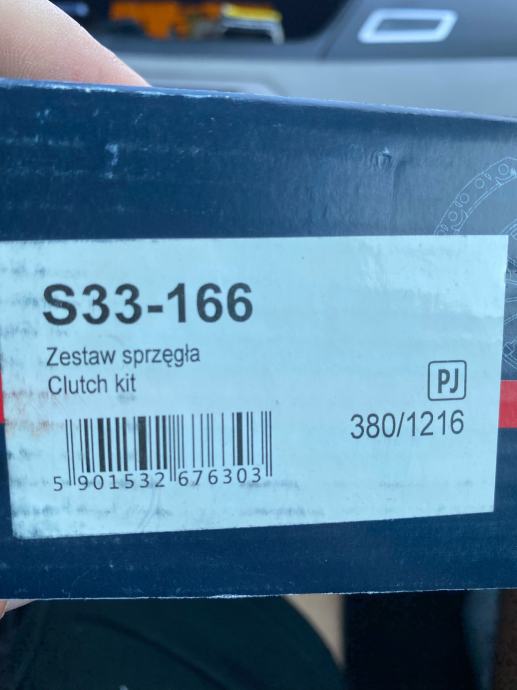 S33-166
Zestaw sprzęgła
Clutch kit
PJ
380/1216
5 901532 676303